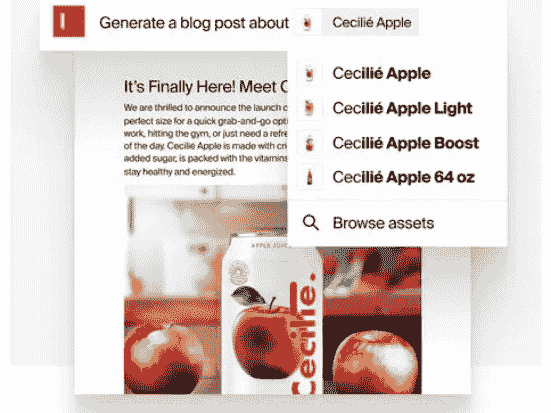 Generate a blog post about Cecilié Apple
Cecilié Apple
Cecilié Apple Light
Cecilié Apple Boost
Cecilié Apple 64 oz
Browse assets
It's Finally Here! Meet C
We are thrilled to announce the launch o
perfect size for a quick grab-and-go opti
work, hitting the gym, or just need a refre
of the day. Cecilié Apple is made with cri
added sugar, is packed with the vitamins
stay healthy and energized.
APPLE JUICE
Cecilié.